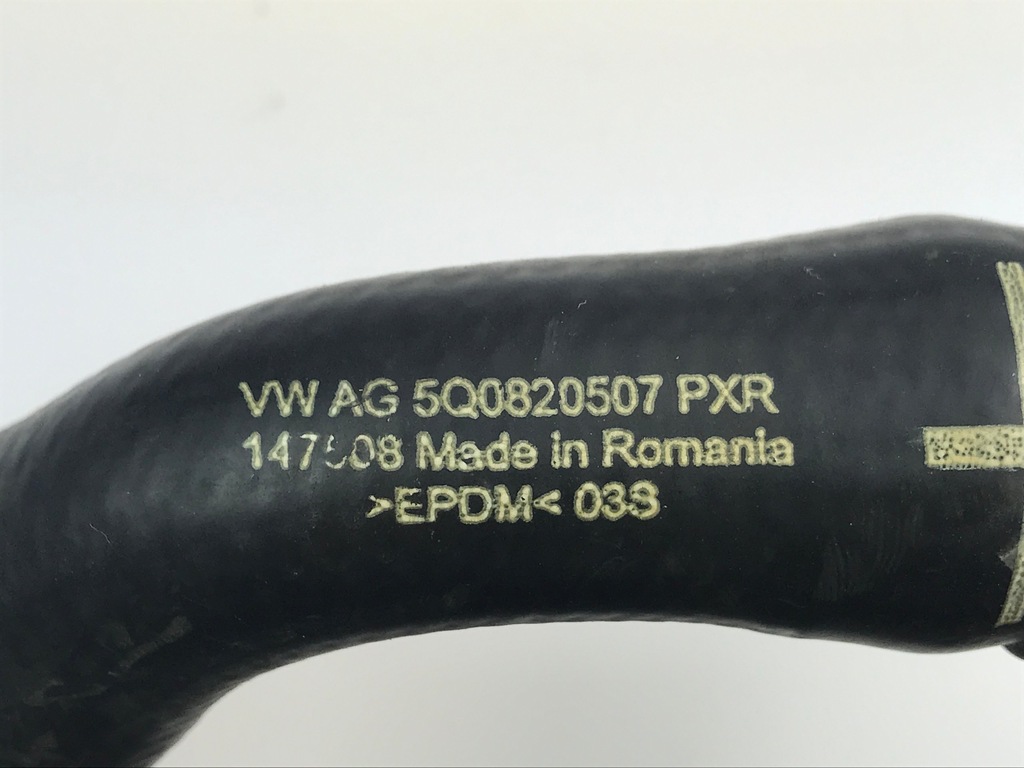 VW AG 5Q0820507 PXR
Made in Romania
>EPDM< 03S